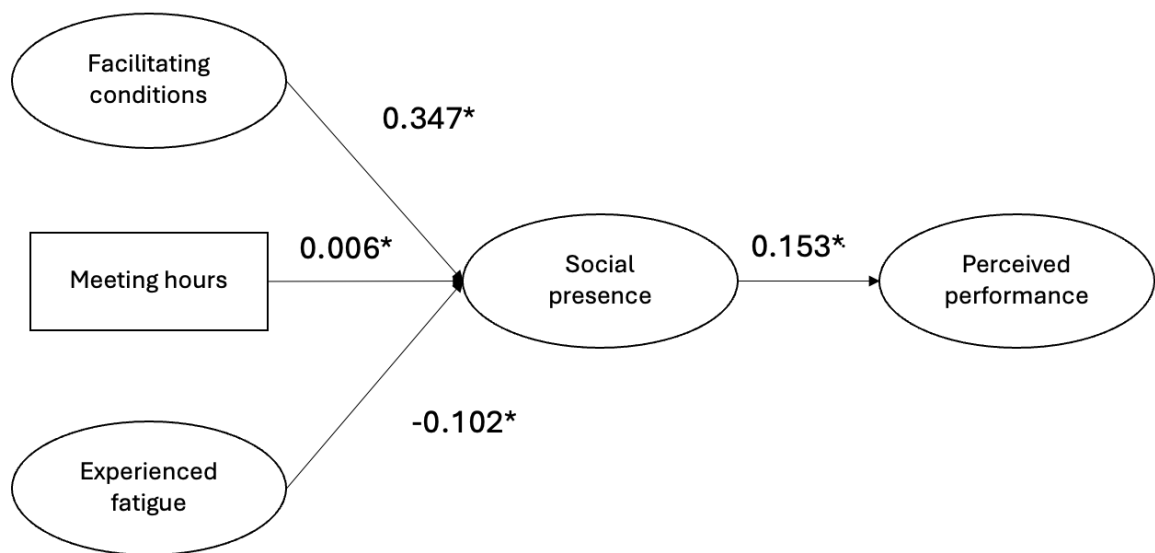 Facilitating
conditions
0.347*
Meeting hours
0.006*
Social
presence
0.153*
Perceived
performance
-0.102*
Experienced
fatigue